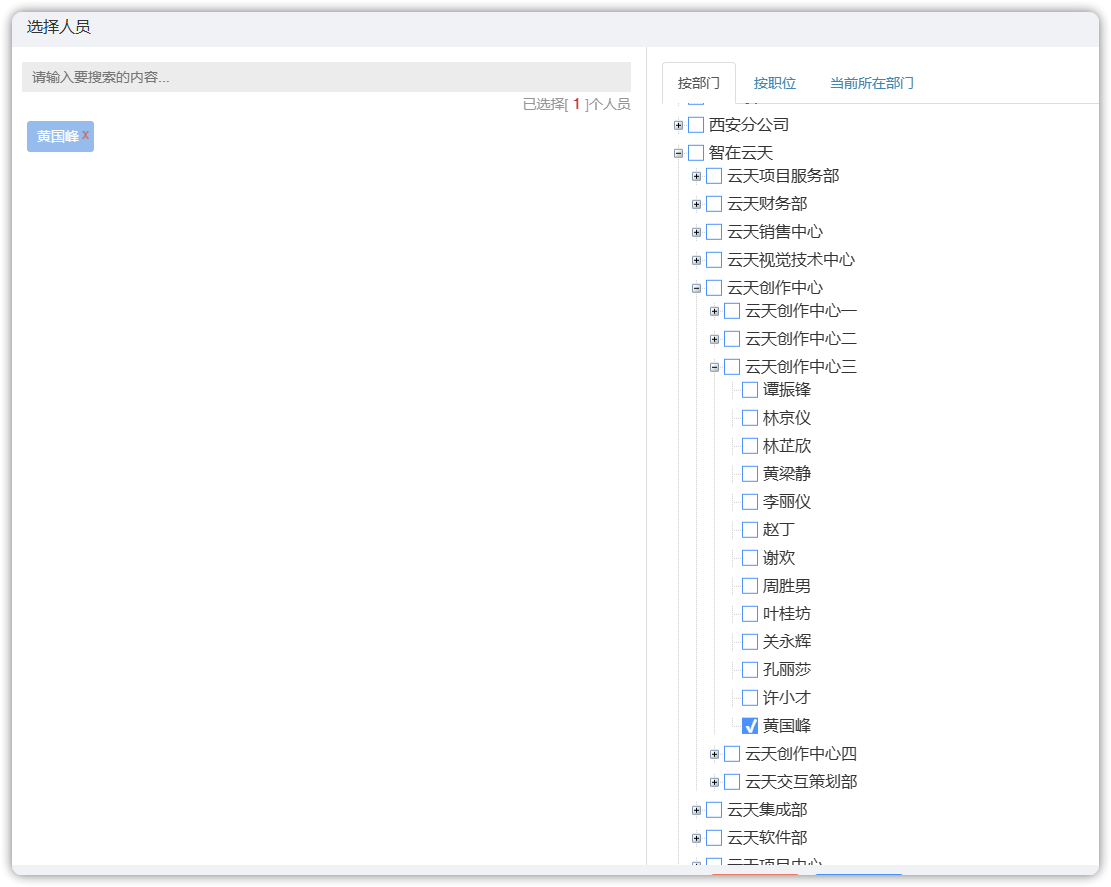 选择人员
请输入要搜索的内容...
已选择[ 1 ]个人员
黄国峰 x
按部门 按职位 当前所在部门
西安分公司
智在云天
云天项目服务部
云天财务部
云天销售中心
云天视觉技术中心
云天创作中心
云天创作中心一
云天创作中心二
云天创作中心三
谭振锋
林京仪
林芷欣
黄梁静
李丽仪
赵丁
谢欢
周胜男
叶桂坊
关永辉
孔丽莎
许小才
黄国峰
云天创作中心四
云天交互策划部
云天集成部
云天软件部
云天项目中心